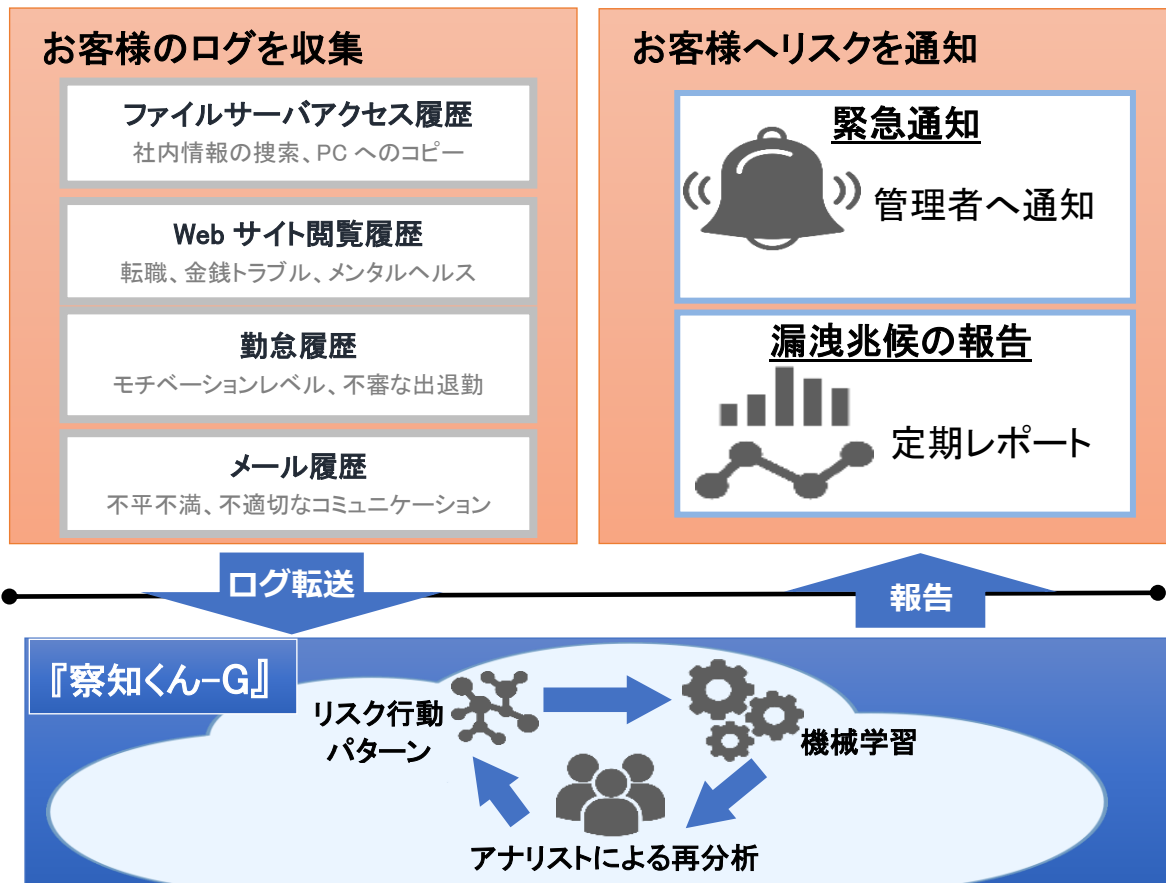 お客様のログを収集
ファイルサーバアクセス履歴
社内情報の捜索、PC へのコピー
Web サイト閲覧履歴
転職、金銭トラブル、メンタルヘルス
勤怠履歴
モチベーションレベル、不審な出退勤
メール履歴
不平不満、不適切なコミュニケーション
お客様へリスクを通知
緊急通知
管理者へ通知
漏洩兆候の報告
定期レポート
ログ転送
報告
『察知くん-G』
リスク行動
パターン
機械学習
アナリストによる再分析